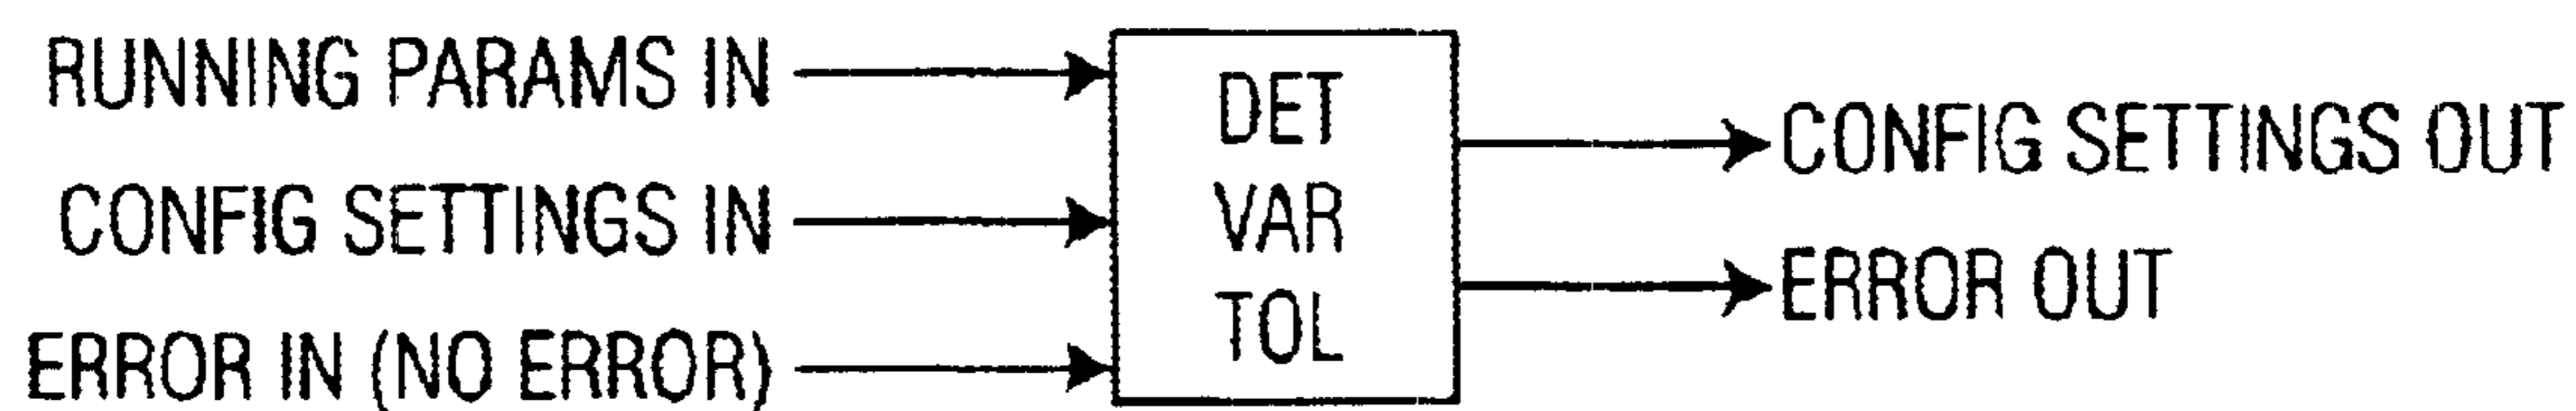 RUNNING PARAMS IN
CONFIG SETTINGS IN
ERROR IN (NO ERROR)
DET
VAR
TOL
CONFIG SETTINGS OUT
ERROR OUT